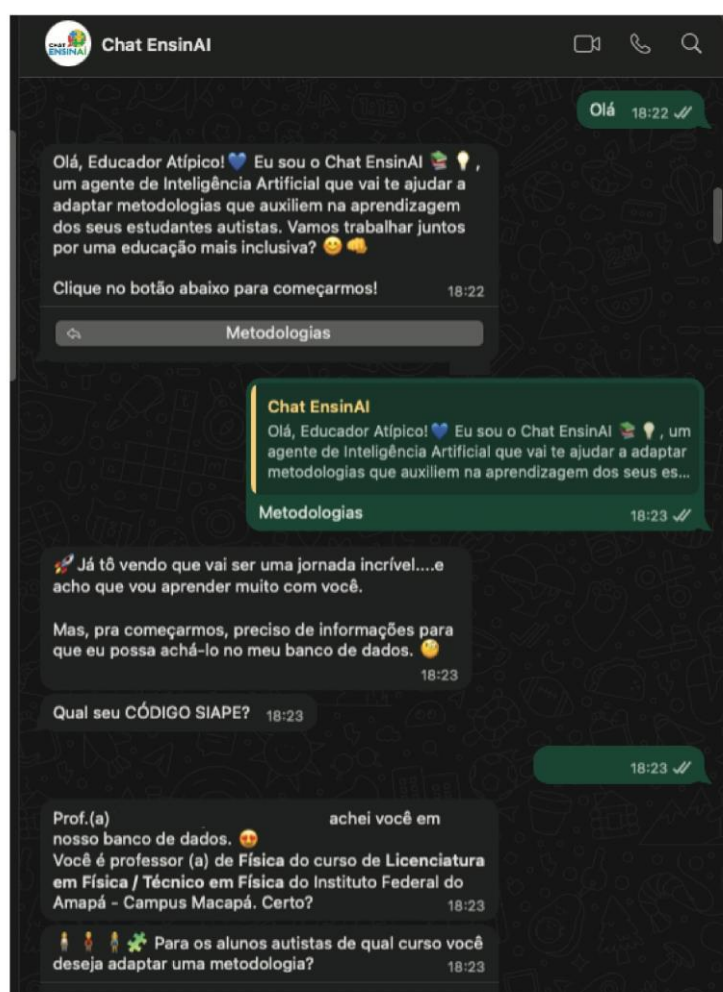 CHAT
ENSINAI
Chat EnsinAI
Olá 18:22
Olá, Educador Atípico!💙 Eu sou o Chat EnsinAI 📚💡,
um agente de Inteligência Artificial que vai te ajudar a
adaptar metodologias que auxiliem na aprendizagem
dos seus estudantes autistas. Vamos trabalhar juntos
por uma educação mais inclusiva? 😊👊
Clique no botão abaixo para começarmos!
18:22
Metodologias
Chat EnsinAI
Olá, Educador Atípico!💙 Eu sou o Chat EnsinAI 📚💡, um
agente de Inteligência Artificial que vai te ajudar a adaptar
metodologias que auxiliem na aprendizagem dos seus es...
Metodologias 18:23
🚀Já tô vendo que vai ser uma jornada incrível....e
acho que vou aprender muito com você.
Mas, pra começarmos, preciso de informações para
que eu possa achá-lo no meu banco de dados. 🧐
18:23
Qual seu CÓDIGO SIAPE? 18:23
18:23
Prof.(a) achei você em
nosso banco de dados. 😍
Você é professor (a) de Física do curso de Licenciatura
em Física / Técnico em Física do Instituto Federal do
Amapá - Campus Macapá. Certo? 18:23
Para os alunos autistas de qual curso você
deseja adaptar uma metodologia? 18:23